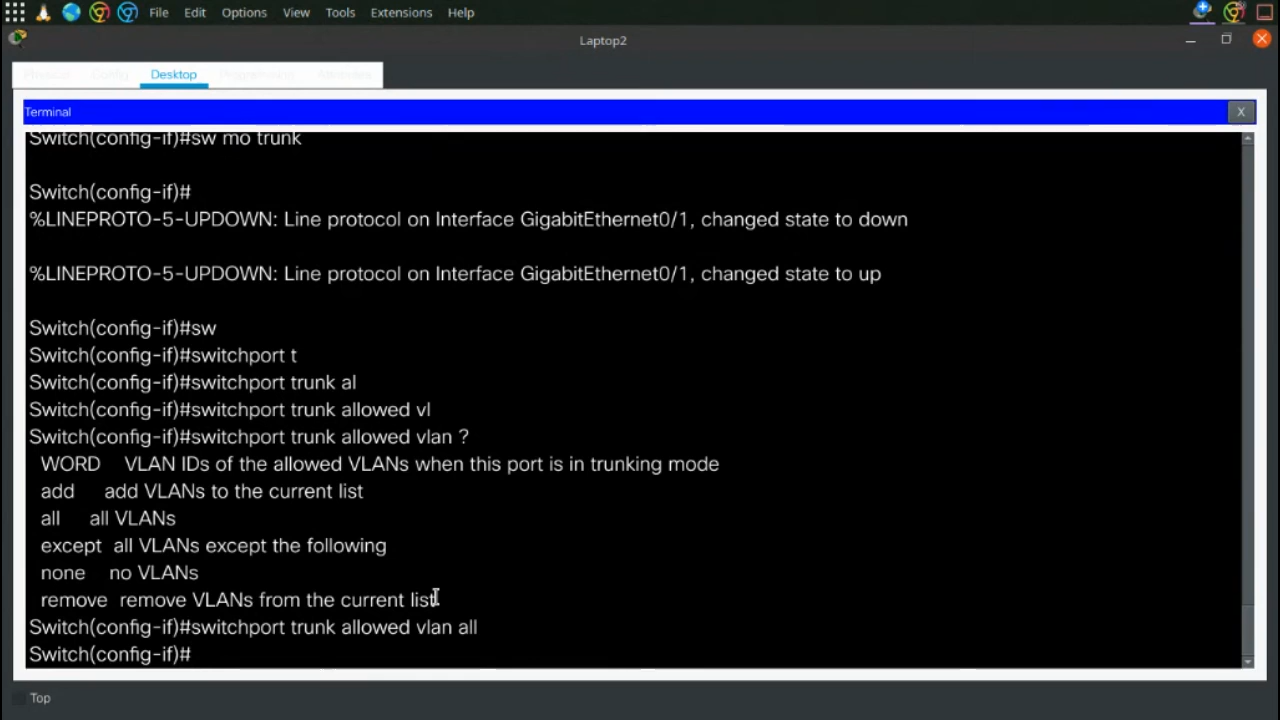 File Edit Options View Tools Extensions Help
Laptop2
Physical Config Desktop Programming Attributes
Terminal
X
Switch(config-if)#sw mo trunk
Switch(config-if)#
%LINEPROTO-5-UPDOWN: Line protocol on Interface GigabitEthernet0/1, changed state to down
%LINEPROTO-5-UPDOWN: Line protocol on Interface GigabitEthernet0/1, changed state to up
Switch(config-if)#sw
Switch(config-if)#switchport t
Switch(config-if)#switchport trunk al
Switch(config-if)#switchport trunk allowed vl
Switch(config-if)#switchport trunk allowed vlan ?
WORD VLAN IDs of the allowed VLANs when this port is in trunking mode
add add VLANs to the current list
all all VLANs
except all VLANs except the following
none no VLANs
remove remove VLANs from the current list
Switch(config-if)#switchport trunk allowed vlan all
Switch(config-if)#
Top